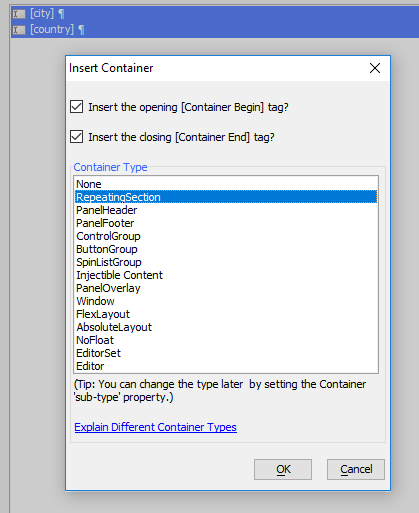 [city] ¶
[country] ¶
Insert Container
Insert the opening [Container Begin] tag?
Insert the closing [Container End] tag?
Container Type
None
RepeatingSection
PanelHeader
PanelFooter
ControlGroup
ButtonGroup
SpinListGroup
Injectible Content
PanelOverlay
Window
FlexLayout
AbsoluteLayout
NoFloat
EditorSet
Editor
(Tip: You can change the type later by setting the Container
'sub-type' property.)
Explain Different Container Types
OK Cancel